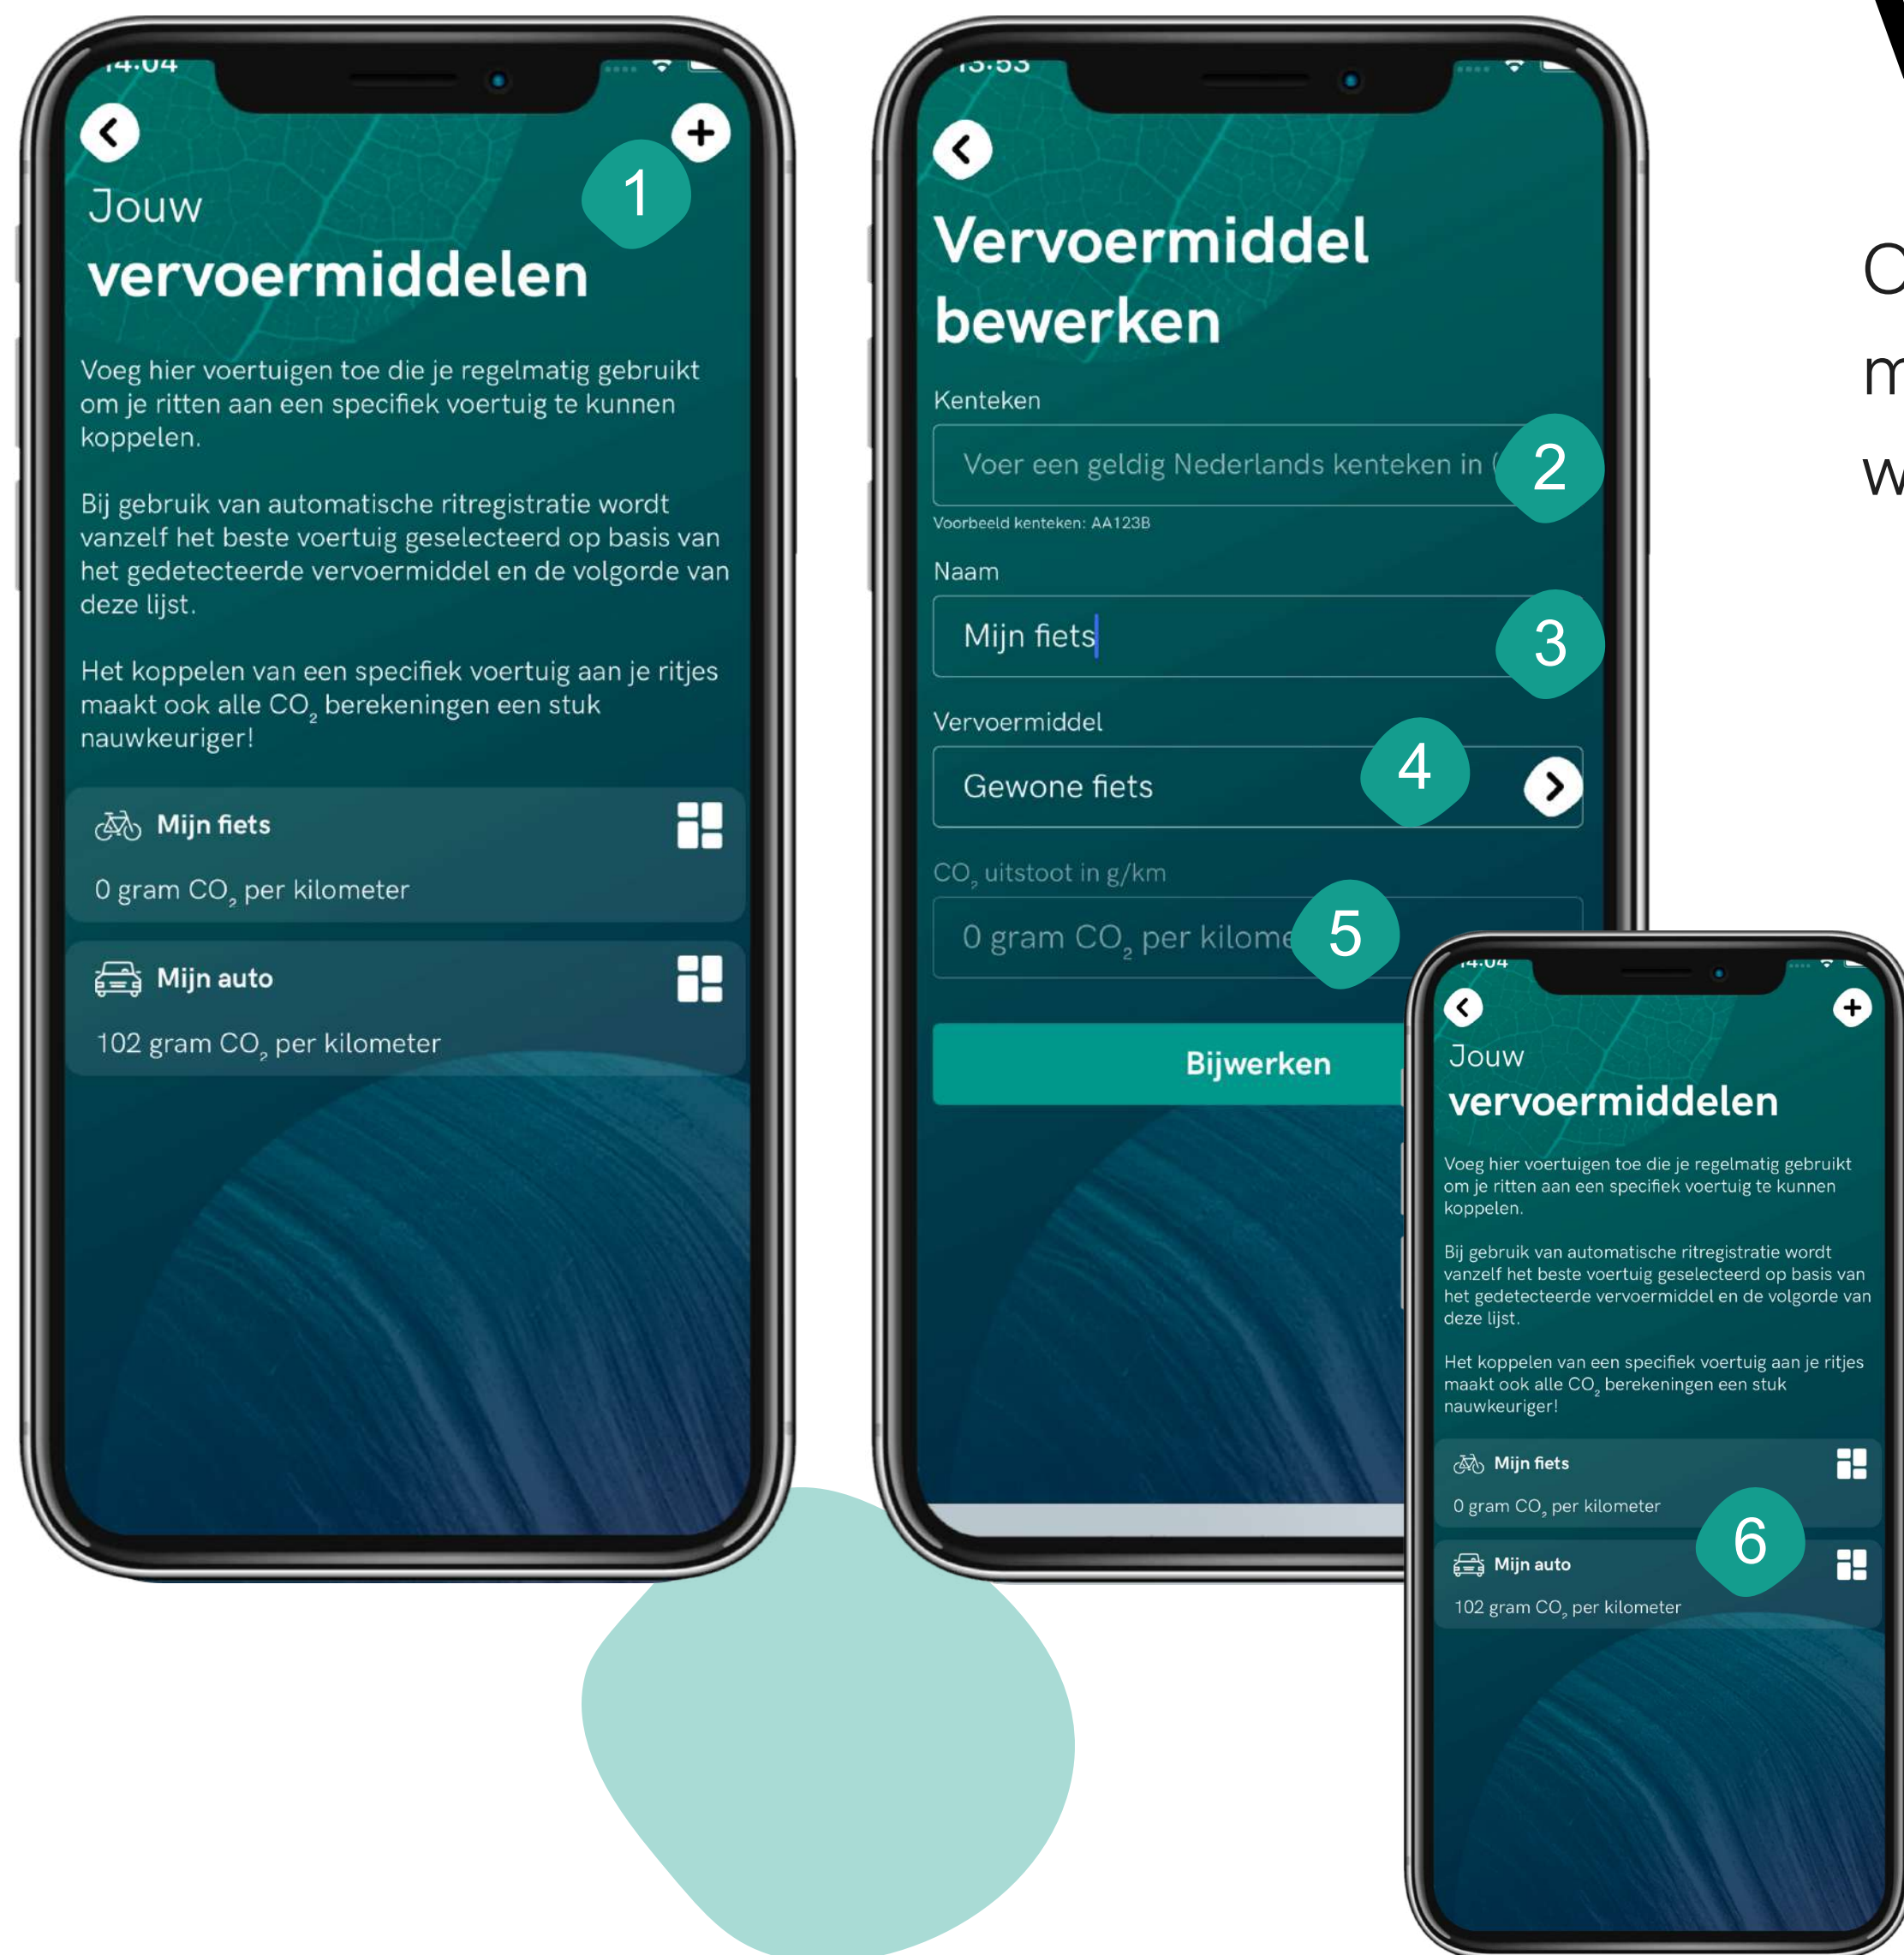 14:04
1
Jouw
vervoermiddelen
Voeg hier voertuigen toe die je regelmatig gebruikt
om je ritten aan een specifiek voertuig te kunnen
koppelen.
Bij gebruik van automatische ritregistratie wordt
vanzelf het beste voertuig geselecteerd op basis van
het gedetecteerde vervoermiddel en de volgorde van
deze lijst.
Het koppelen van een specifiek voertuig aan je ritjes
maakt ook alle CO₂ berekeningen een stuk
nauwkeuriger!
Mijn fiets
0 gram CO₂ per kilometer
Mijn auto
102 gram CO₂ per kilometer
13:53
Vervoermiddel
bewerken
Kenteken
Voer een geldig Nederlands kenteken in (
2
Voorbeeld kenteken: AA123B
Naam
Mijn fiets
3
Vervoermiddel
Gewone fiets
4
CO₂ uitstoot in g/km
0 gram CO₂ per kilome
5
Bijwerken
14:04
Jouw
vervoermiddelen
Voeg hier voertuigen toe die je regelmatig gebruikt
om je ritten aan een specifiek voertuig te kunnen
koppelen.
Bij gebruik van automatische ritregistratie wordt
vanzelf het beste voertuig geselecteerd op basis van
het gedetecteerde vervoermiddel en de volgorde van
deze lijst.
Het koppelen van een specifiek voertuig aan je ritjes
maakt ook alle CO₂ berekeningen een stuk
nauwkeuriger!
Mijn fiets
0 gram CO₂ per kilometer
6
Mijn auto
102 gram CO₂ per kilometer